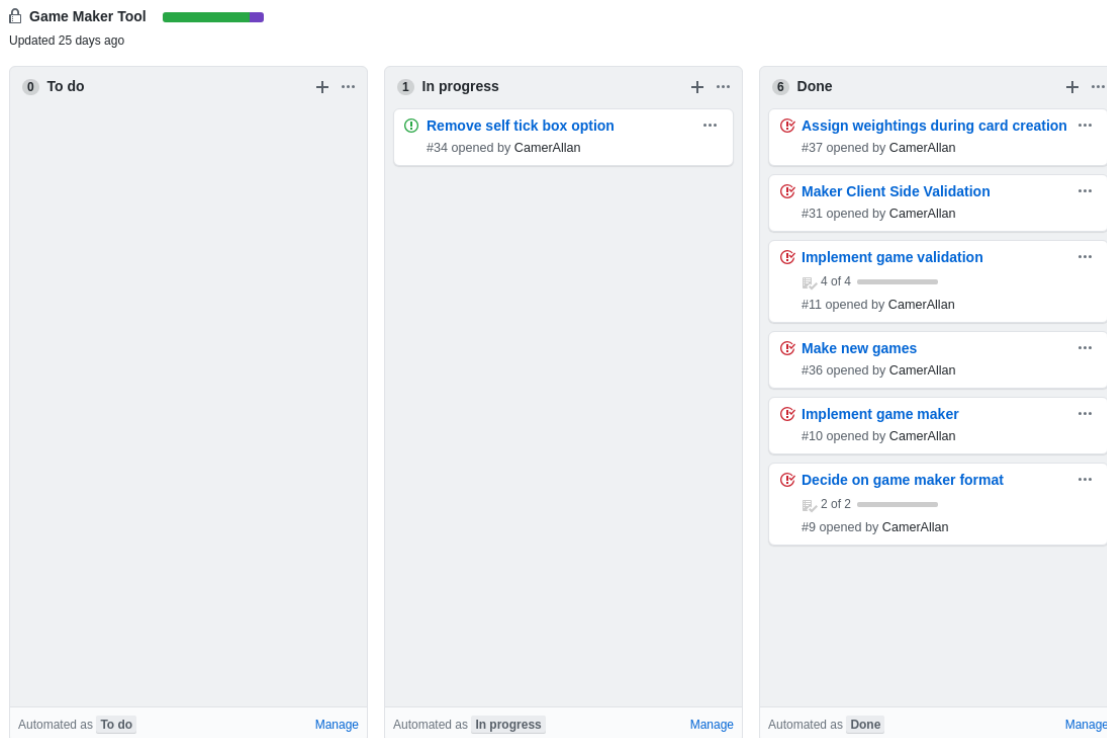 Game Maker Tool
Updated 25 days ago
0 To do
Automated as To do Manage
1 In progress
Remove self tick box option
#34 opened by CamerAllan
Automated as In progress Manage
6 Done
Assign weightings during card creation
#37 opened by CamerAllan
Maker Client Side Validation
#31 opened by CamerAllan
Implement game validation
4 of 4
#11 opened by CamerAllan
Make new games
#36 opened by CamerAllan
Implement game maker
#10 opened by CamerAllan
Decide on game maker format
2 of 2
#9 opened by CamerAllan
Automated as Done Manage